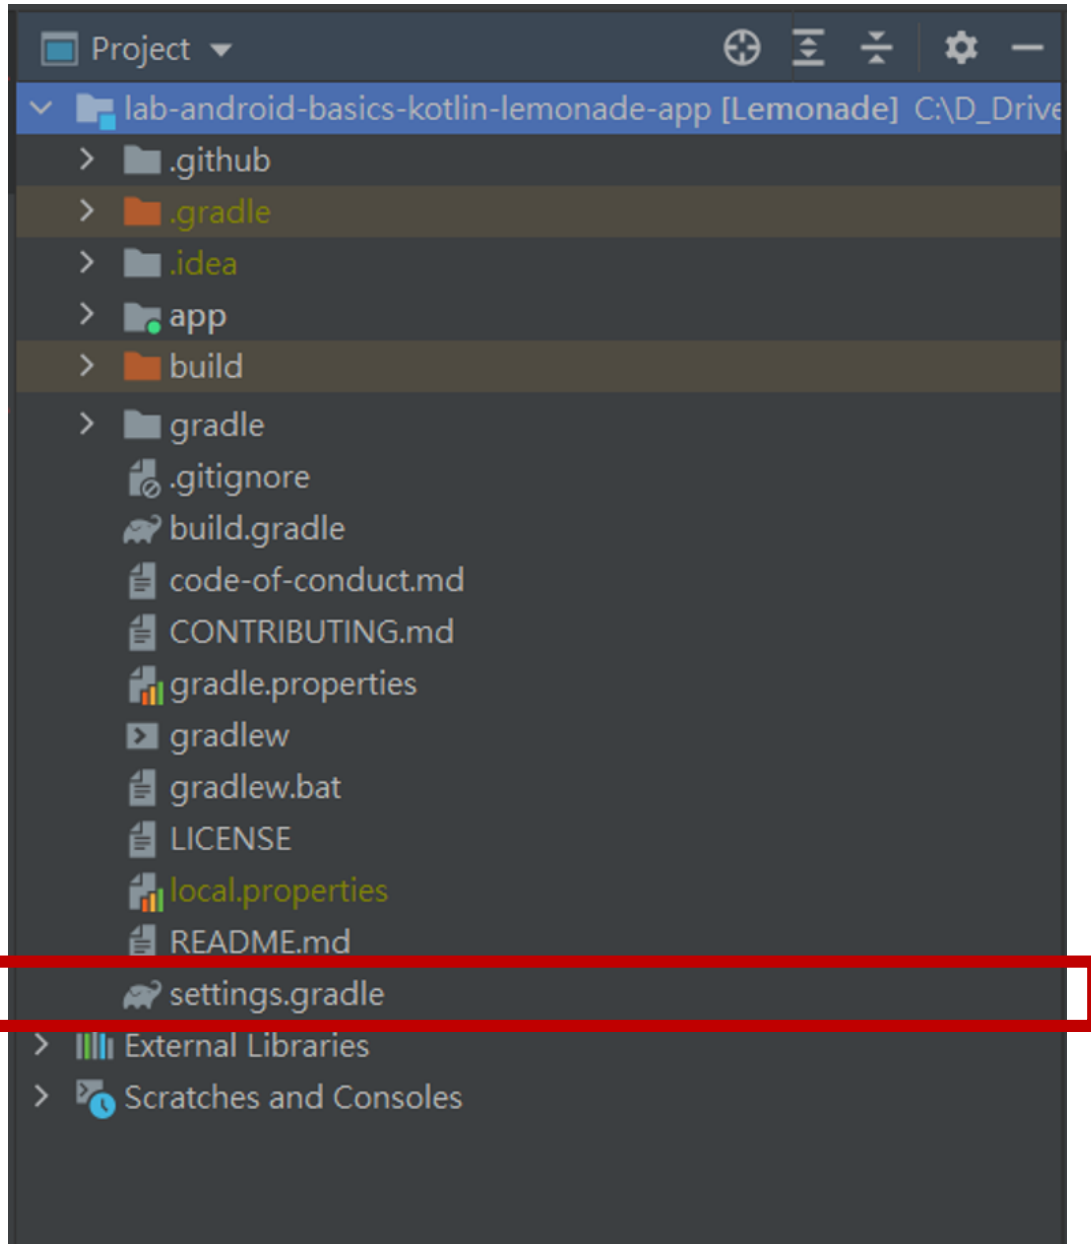 Project
lab-android-basics-kotlin-lemonade-app [Lemonade] C:\D_Drive
.github
.gradle
.idea
app
build
gradle
.gitignore
build.gradle
code-of-conduct.md
CONTRIBUTING.md
gradle.properties
gradlew
gradlew.bat
LICENSE
local.properties
README.md
settings.gradle
External Libraries
Scratches and Consoles